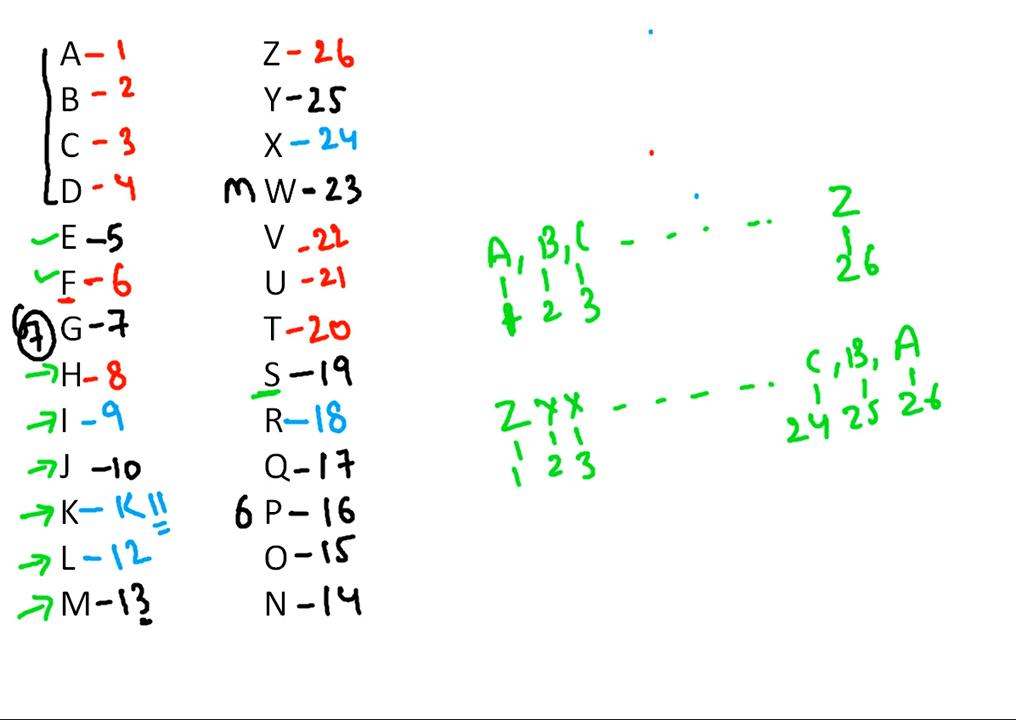 A - 1 Z - 26
B - 2 Y - 25
C - 3 X - 24
D - 4 m W - 23
E - 5 V - 22
F - 6 U - 21
7 G - 7 T - 20
H - 8 S - 19
I - 9 R - 18
J - 10 Q - 17
K - K 11 6 P - 16
L - 12 O - 15
M - 13 N - 14
A, B, C - - - - - Z
1 2 3 26
Z Y X - - - - - C, B, A
1 2 3 24 25 26